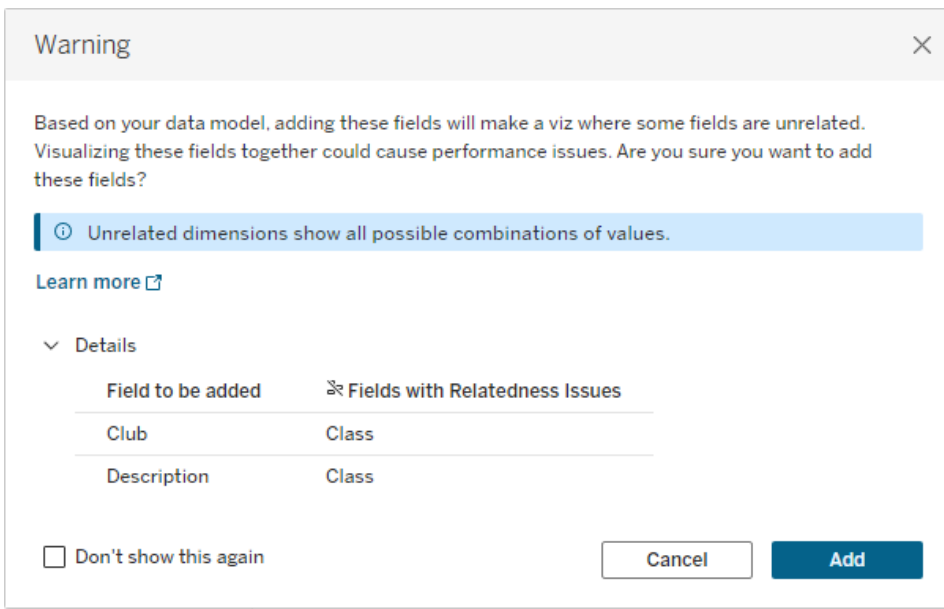 Warning
Based on your data model, adding these fields will make a viz where some fields are unrelated.
Visualizing these fields together could cause performance issues. Are you sure you want to add
these fields?
Unrelated dimensions show all possible combinations of values.
Learn more
Details
Field to be added Fields with Relatedness Issues
Club Class
Description Class
Don't show this again Cancel Add